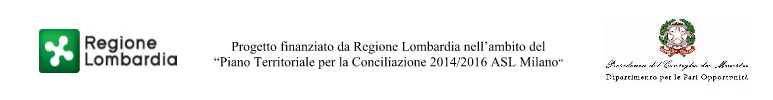 Regione
Lombardia
Progetto finanziato da Regione Lombardia nell'ambito del
"Piano Territoriale per la Conciliazione 2014/2016 ASL Milano"
Presidenza del Consiglio dei Ministri
Dipartimento per le Pari Opportunità